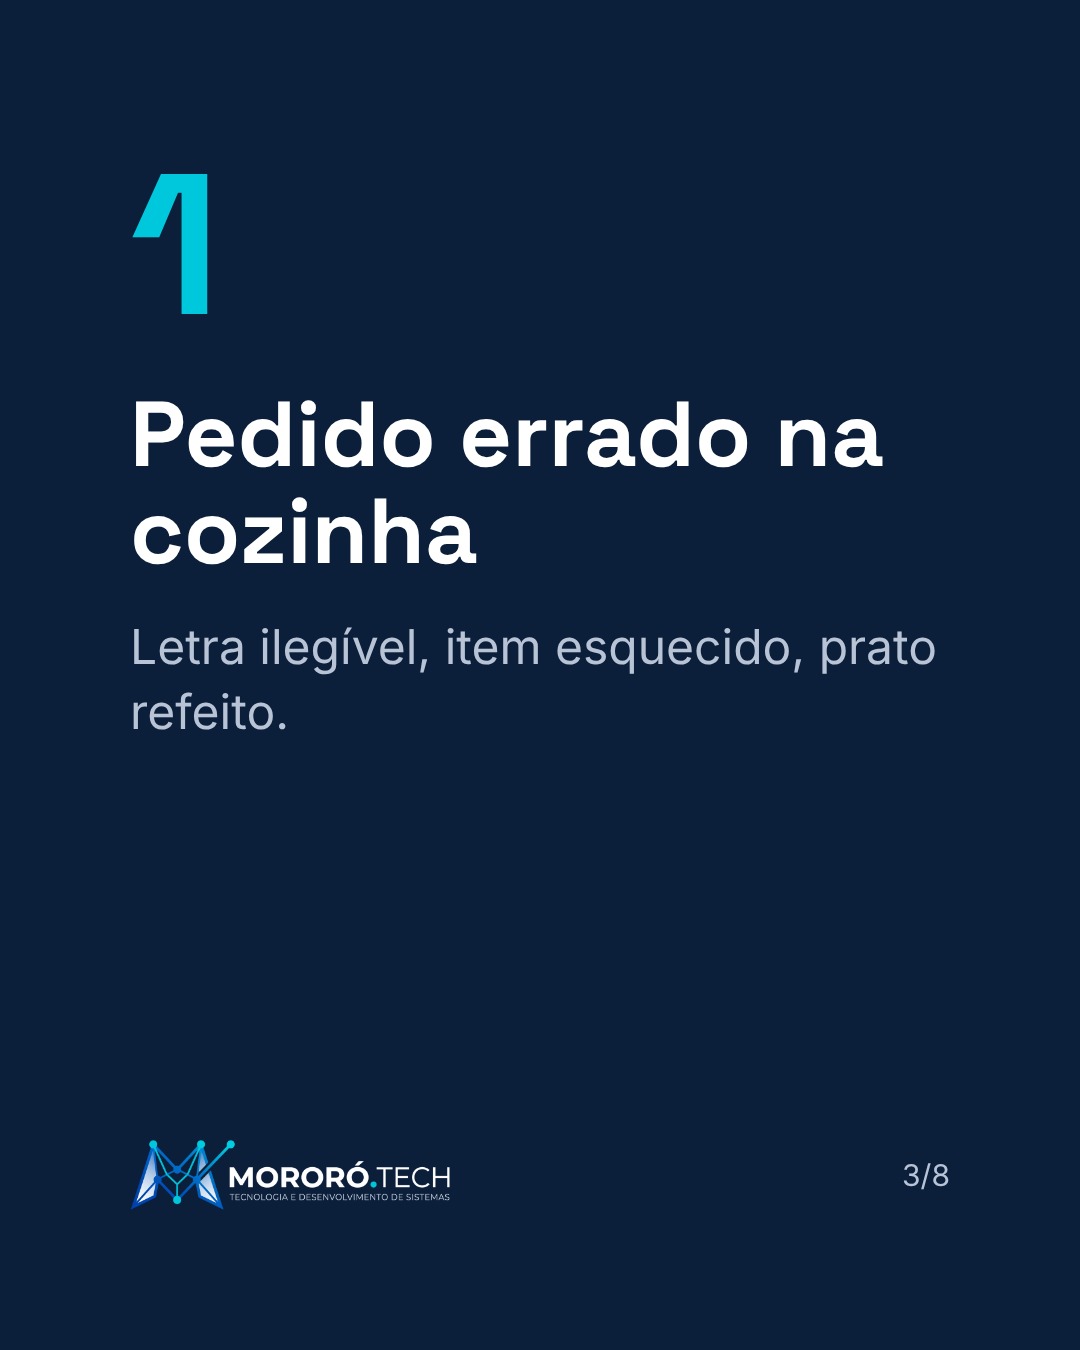 1
Pedido errado na
cozinha
Letra ilegível, item esquecido, prato
refeito.
MORORÓ.TECH
TECNOLOGIA E DESENVOLVIMENTO DE SISTEMAS
3/8